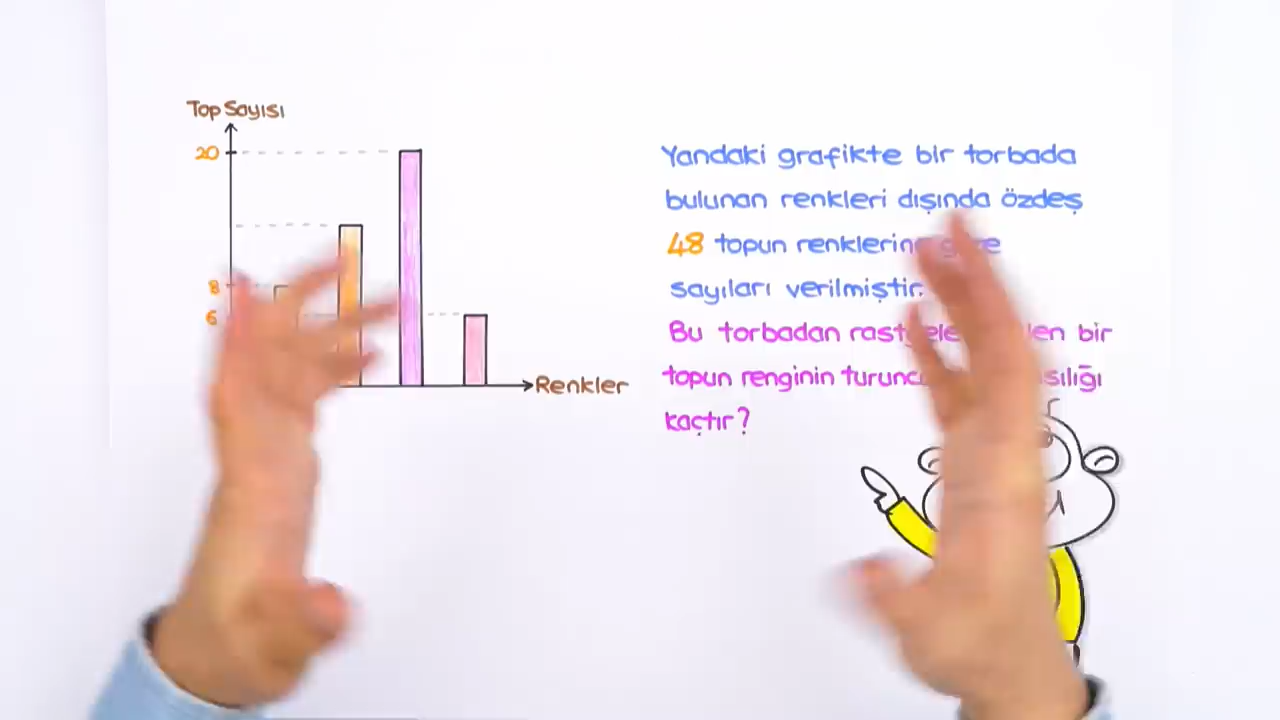 Top Sayısı
20
8
6
Renkler
Yandaki grafikte bir torbada
bulunan renkleri dışında özdeş
48 topun renklerine
sayıları verilmiştir.
Bu torbadan bir
topun renginin
kaçtır?